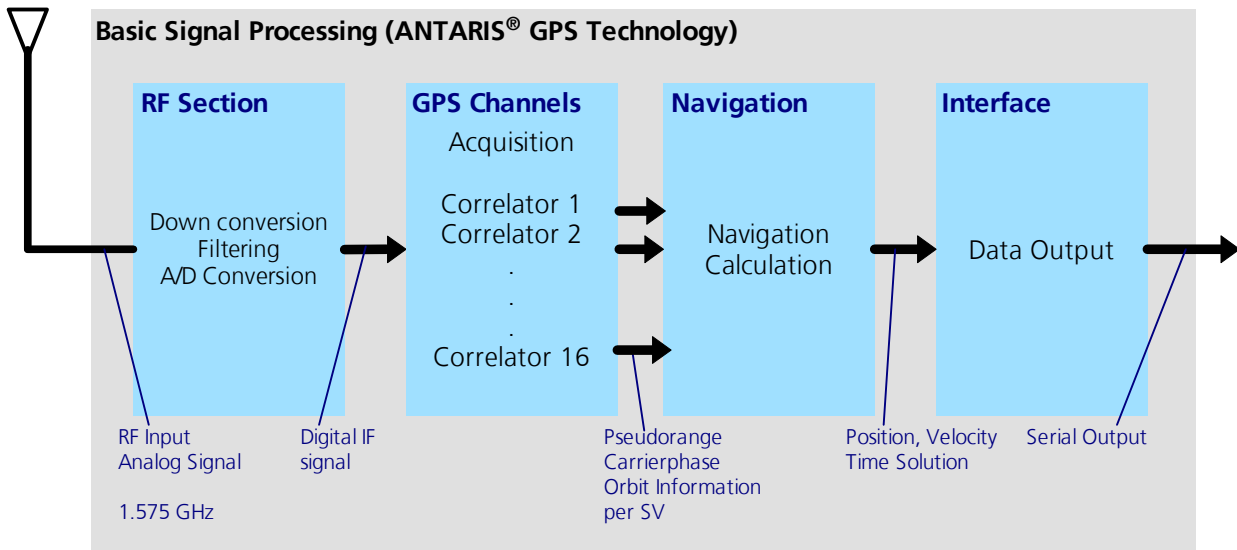 Basic Signal Processing (ANTARIS® GPS Technology)
RF Section
Down conversion
Filtering
A/D Conversion
GPS Channels
Acquisition
Correlator 1
Correlator 2
.
.
.
Correlator 16
Navigation
Navigation
Calculation
Interface
Data Output
RF Input
Analog Signal
1.575 GHz
Digital IF
signal
Pseudorange
Carrierphase
Orbit Information
per SV
Position, Velocity
Time Solution
Serial Output